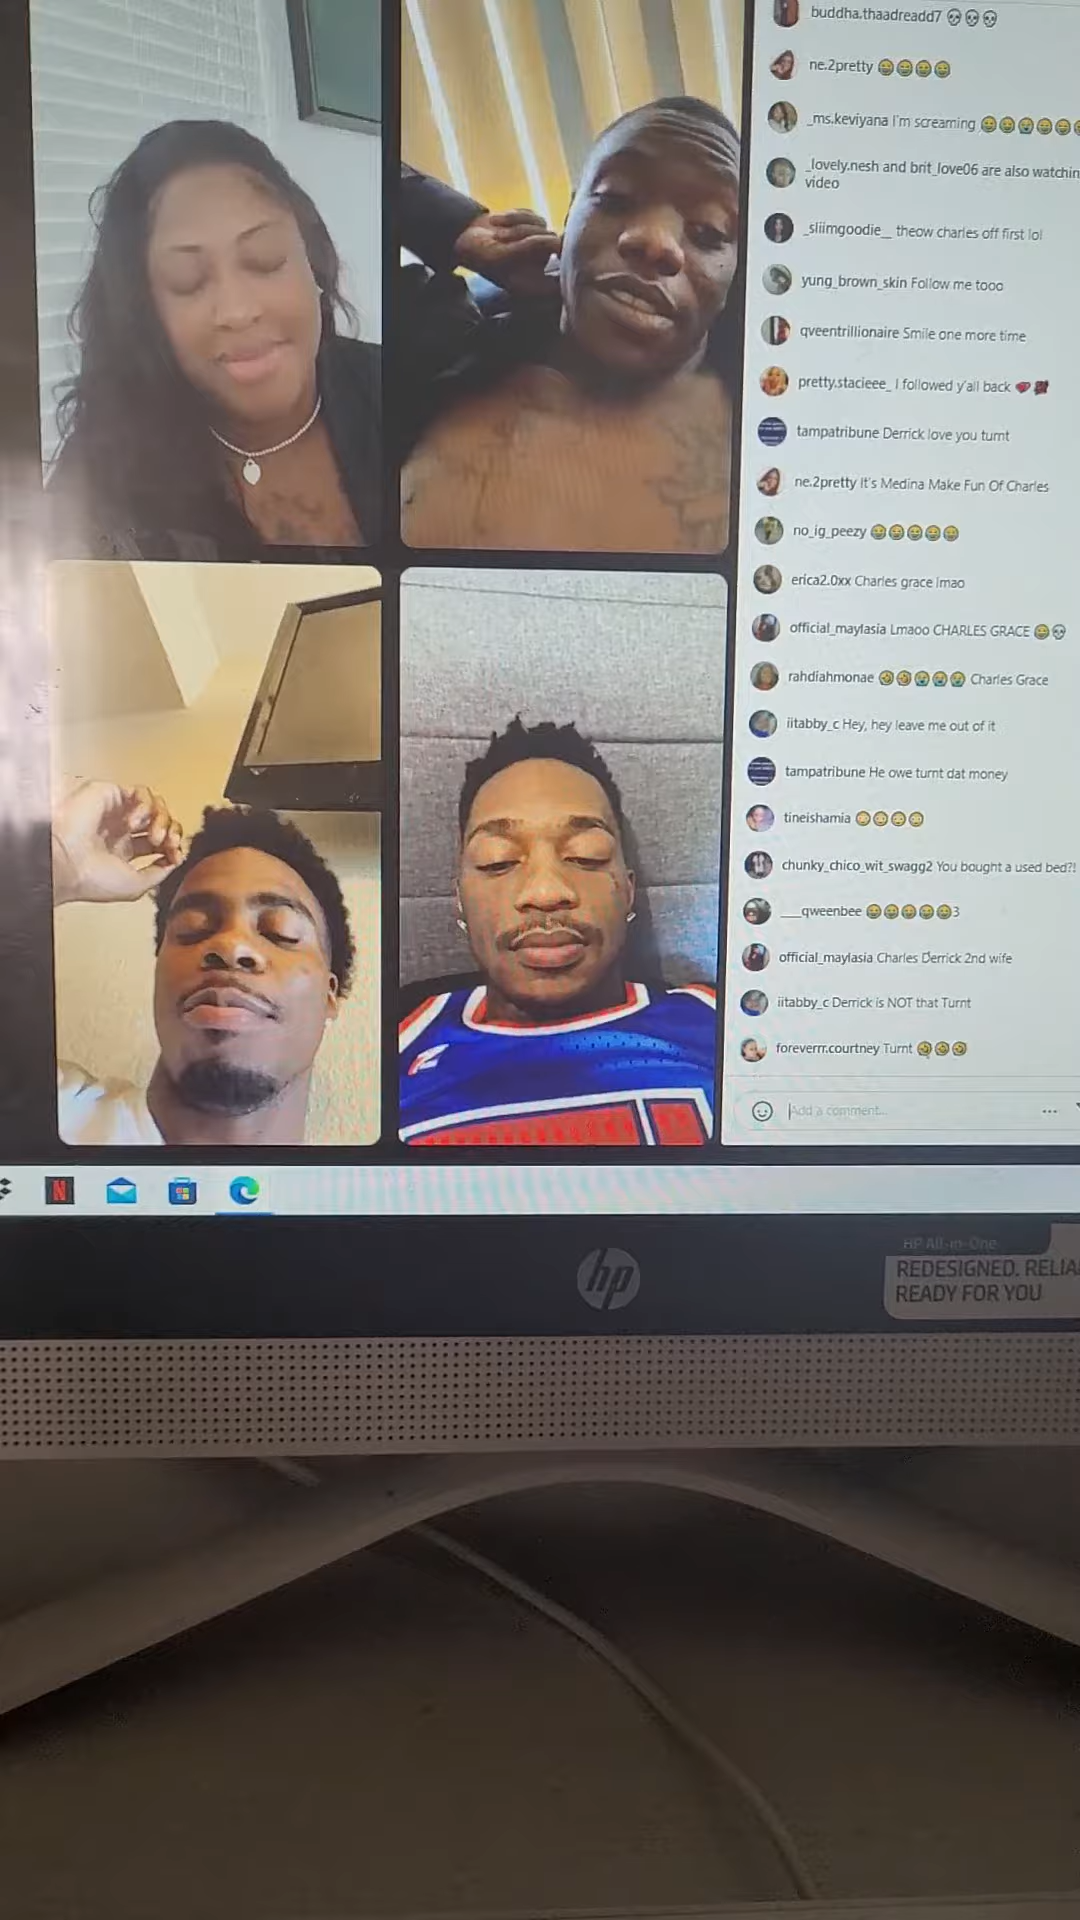 buddha.thaadreadd7 💀💀💀
ne.2pretty 😂😂😂😂
_ms.keviyana I'm screaming 😂😂😭😂😂
_lovely.nesh and brit_love06 are also watchin
video
_sliimgoodie__ theow charles off first lol
yung_brown_skin Follow me tooo
qveentrillionaire Smile one more time
pretty.stacieee_ I followed y'all back
tampatribune Derrick love you turnt
ne.2pretty It's Medina Make Fun Of Charles
no_ig_peezy 😂😂😂😂😂
erica2.0xx Charles grace lmao
official_maylasia Lmaoo CHARLES GRACE 😂💀
rahdiahmonae 🤣🤣😭😭😭 Charles Grace
iitabby_c Hey, hey leave me out of it
tampatribune He owe turnt dat money
tineishamia 😳😳😳😳
chunky_chico_wit_swagg2 You bought a used bed?!
___qweenbee 😂😂😂😂😂3
official_maylasia Charles Derrick 2nd wife
iitabby_c Derrick is NOT that Turnt
foreverrr.courtney Turnt 🤣🤣🤣
Add a comment...
N
hp
HP All-in-One
REDESIGNED. RELIA
READY FOR YOU